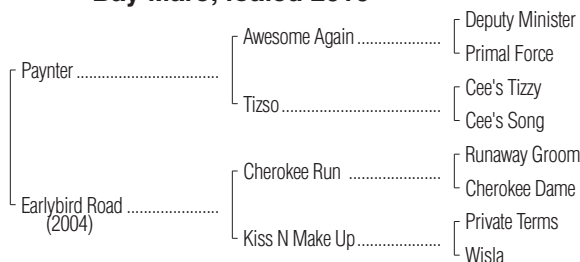 Awesome Again
Deputy Minister
Primal Force
Paynter
Tizso
Cee's Tizzy
Cee's Song
Cherokee Run
Runaway Groom
Cherokee Dame
Earlybird Road
(2004)
Kiss N Make Up
Private Terms
Wisla